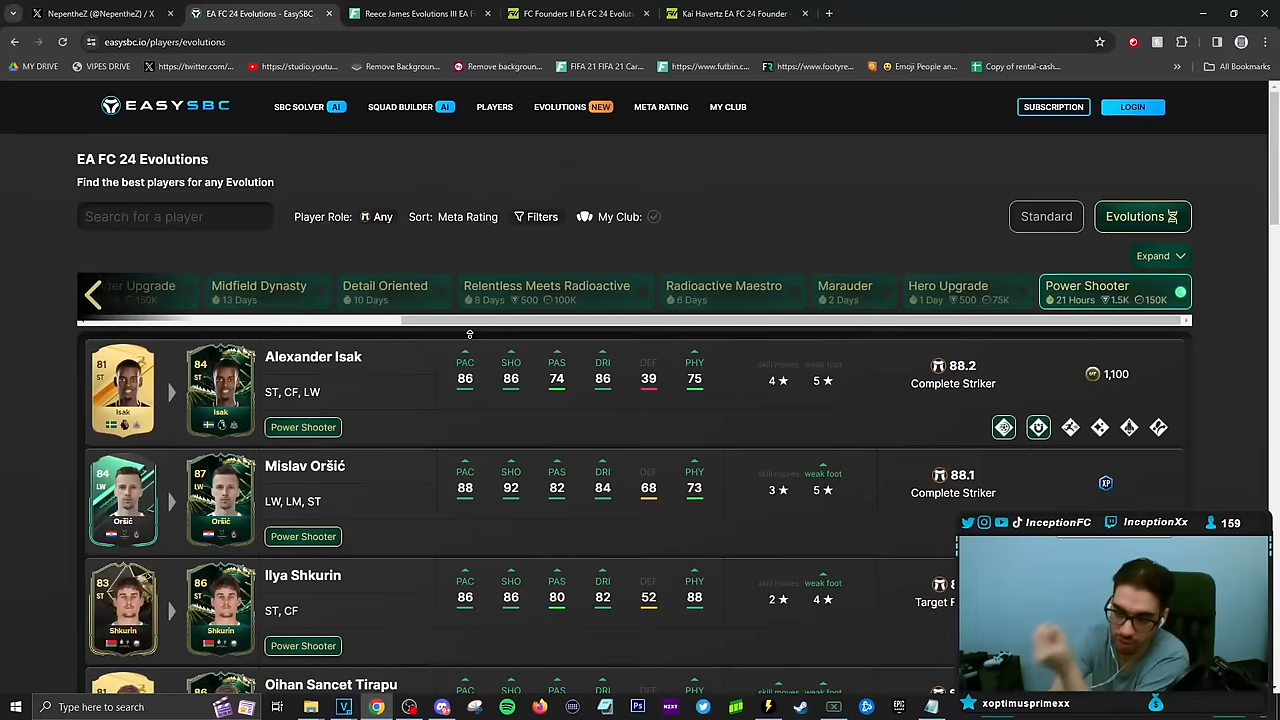 NepentheZ (@NepentheZ) / X
EA FC 24 Evolutions - EasySBC
Reece James Evolutions III EA F
FC Founders II EA FC 24 Evolut
Kai Havertz EA FC 24 Founder -
easysbc.io/players/evolutions
MY DRIVE
VIPES DRIVE
https://twitter.com/...
https://studio.youtu...
Remove Backgroun...
Remove backgroun...
FIFA 21 FIFA 21 Car...
https://www.futbin.c...
https://www.footyre...
Emoji People an...
Copy of rental-cash...
All Bookmarks
EASYSBC
SBC SOLVER AI
SQUAD BUILDER AI
PLAYERS
EVOLUTIONS NEW
META RATING
MY CLUB
SUBSCRIPTION
LOGIN
EA FC 24 Evolutions
Find the best players for any Evolution
Search for a player
Player Role: Any
Sort: Meta Rating
Filters
My Club:
Standard
Evolutions
Expand
der Upgrade
150K
Midfield Dynasty
13 Days
Detail Oriented
10 Days
Relentless Meets Radioactive
8 Days 500 100K
Radioactive Maestro
6 Days
Marauder
2 Days
Hero Upgrade
1 Day 500 75K
Power Shooter
21 Hours 1.5K 150K
81
ST
Isak
84
ST
Isak
Alexander Isak
ST, CF, LW
Power Shooter
PAC SHO PAS DRI DEF PHY
86 86 74 86 39 75
skill moves weak foot
4 5
88.2
Complete Striker
1,100
84
LW
Oršić
87
LW
Oršić
Mislav Oršić
LW, LM, ST
Power Shooter
PAC SHO PAS DRI DEF PHY
88 92 82 84 68 73
skill moves weak foot
3 5
88.1
Complete Striker
XP
83
ST
Shkurin
86
ST
Shkurin
Ilya Shkurin
ST, CF
Power Shooter
PAC SHO PAS DRI DEF PHY
86 86 80 82 52 88
skill moves weak foot
2 4
8
Target F
81
86
Oihan Sancet Tirapu
PAC SHO PAS DRI DEF PHY
InceptionFC
InceptionXx
159
xoptimusprimexx
Type here to search